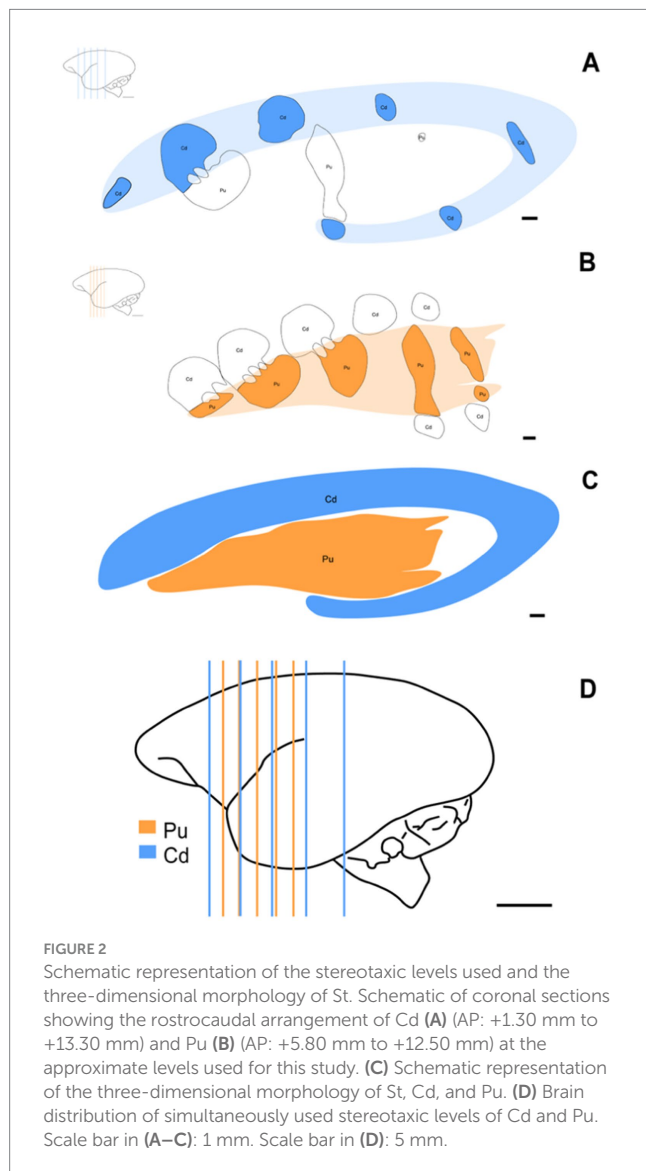 A
Cd
Cd
Cd
Cd
Pu
Pu
Pu
Cd
Cd
Cd
B
Cd
Cd
Cd
Cd
Cd
Pu
Pu
Pu
Pu
Pu
Pu
Cd
Cd
C
Cd
Pu
D
Pu
Cd
FIGURE 2
Schematic representation of the stereotaxic levels used and the
three-dimensional morphology of St. Schematic of coronal sections
showing the rostrocaudal arrangement of Cd (A) (AP: +1.30 mm to
+13.30 mm) and Pu (B) (AP: +5.80 mm to +12.50 mm) at the
approximate levels used for this study. (C) Schematic representation
of the three-dimensional morphology of St, Cd, and Pu. (D) Brain
distribution of simultaneously used stereotaxic levels of Cd and Pu.
Scale bar in (A–C): 1 mm. Scale bar in (D): 5 mm.